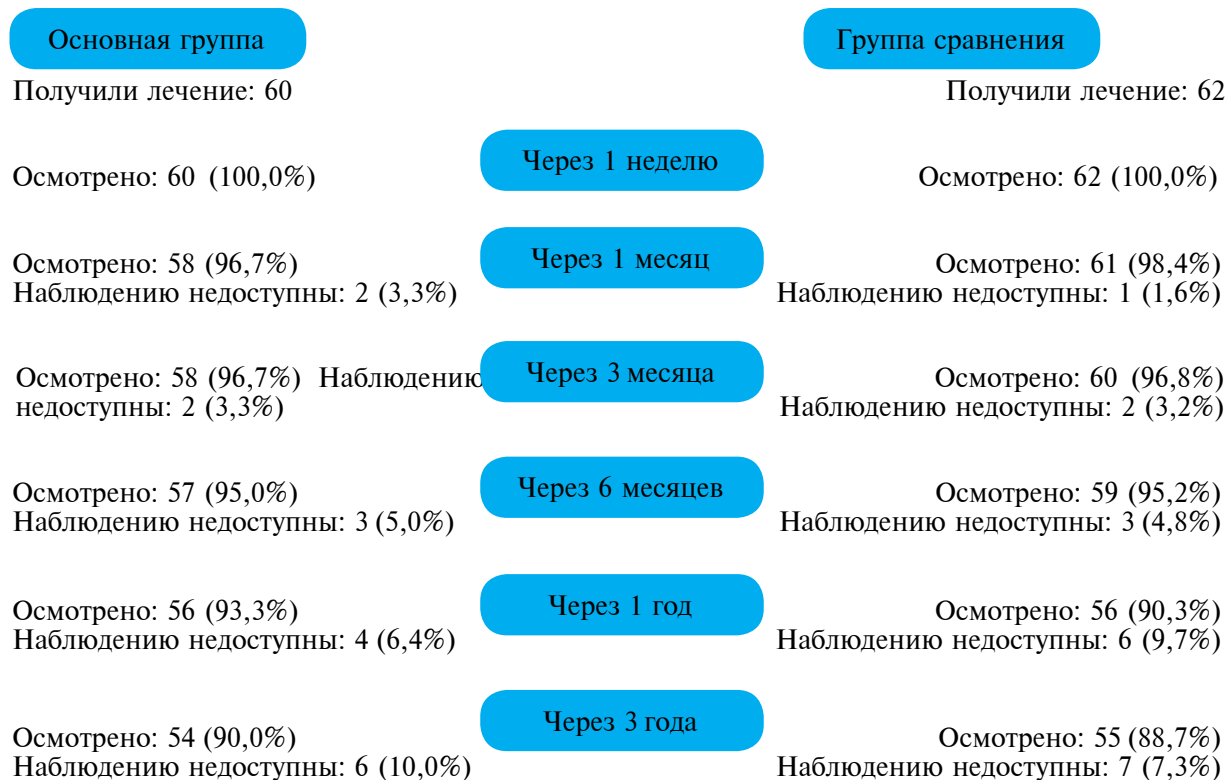 Основная группа
Группа сравнения
Получили лечение: 60
Получили лечение: 62
Через 1 неделю
Осмотрено: 60 (100,0%)
Осмотрено: 62 (100,0%)
Через 1 месяц
Осмотрено: 58 (96,7%)
Наблюдению недоступны: 2 (3,3%)
Осмотрено: 61 (98,4%)
Наблюдению недоступны: 1 (1,6%)
Через 3 месяца
Осмотрено: 58 (96,7%) Наблюдению
недоступны: 2 (3,3%)
Осмотрено: 60 (96,8%)
Наблюдению недоступны: 2 (3,2%)
Через 6 месяцев
Осмотрено: 57 (95,0%)
Наблюдению недоступны: 3 (5,0%)
Осмотрено: 59 (95,2%)
Наблюдению недоступны: 3 (4,8%)
Через 1 год
Осмотрено: 56 (93,3%)
Наблюдению недоступны: 4 (6,4%)
Осмотрено: 56 (90,3%)
Наблюдению недоступны: 6 (9,7%)
Через 3 года
Осмотрено: 54 (90,0%)
Наблюдению недоступны: 6 (10,0%)
Осмотрено: 55 (88,7%)
Наблюдению недоступны: 7 (7,3%)